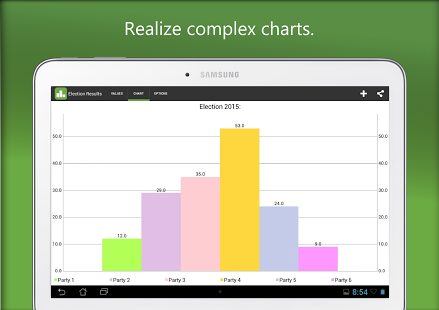 Realize complex charts.
SAMSUNG
Election Results VALUES CHART OPTIONS
Election 2015:
53.0
50.0 50.0
40.0 40.0
35.0
30.0 29.0 30.0
24.0
20.0 20.0
12.0
10.0 9.0 10.0
0.0 0.0
Party 1 Party 2 Party 3 Party 4 Party 5 Party 6
8:54